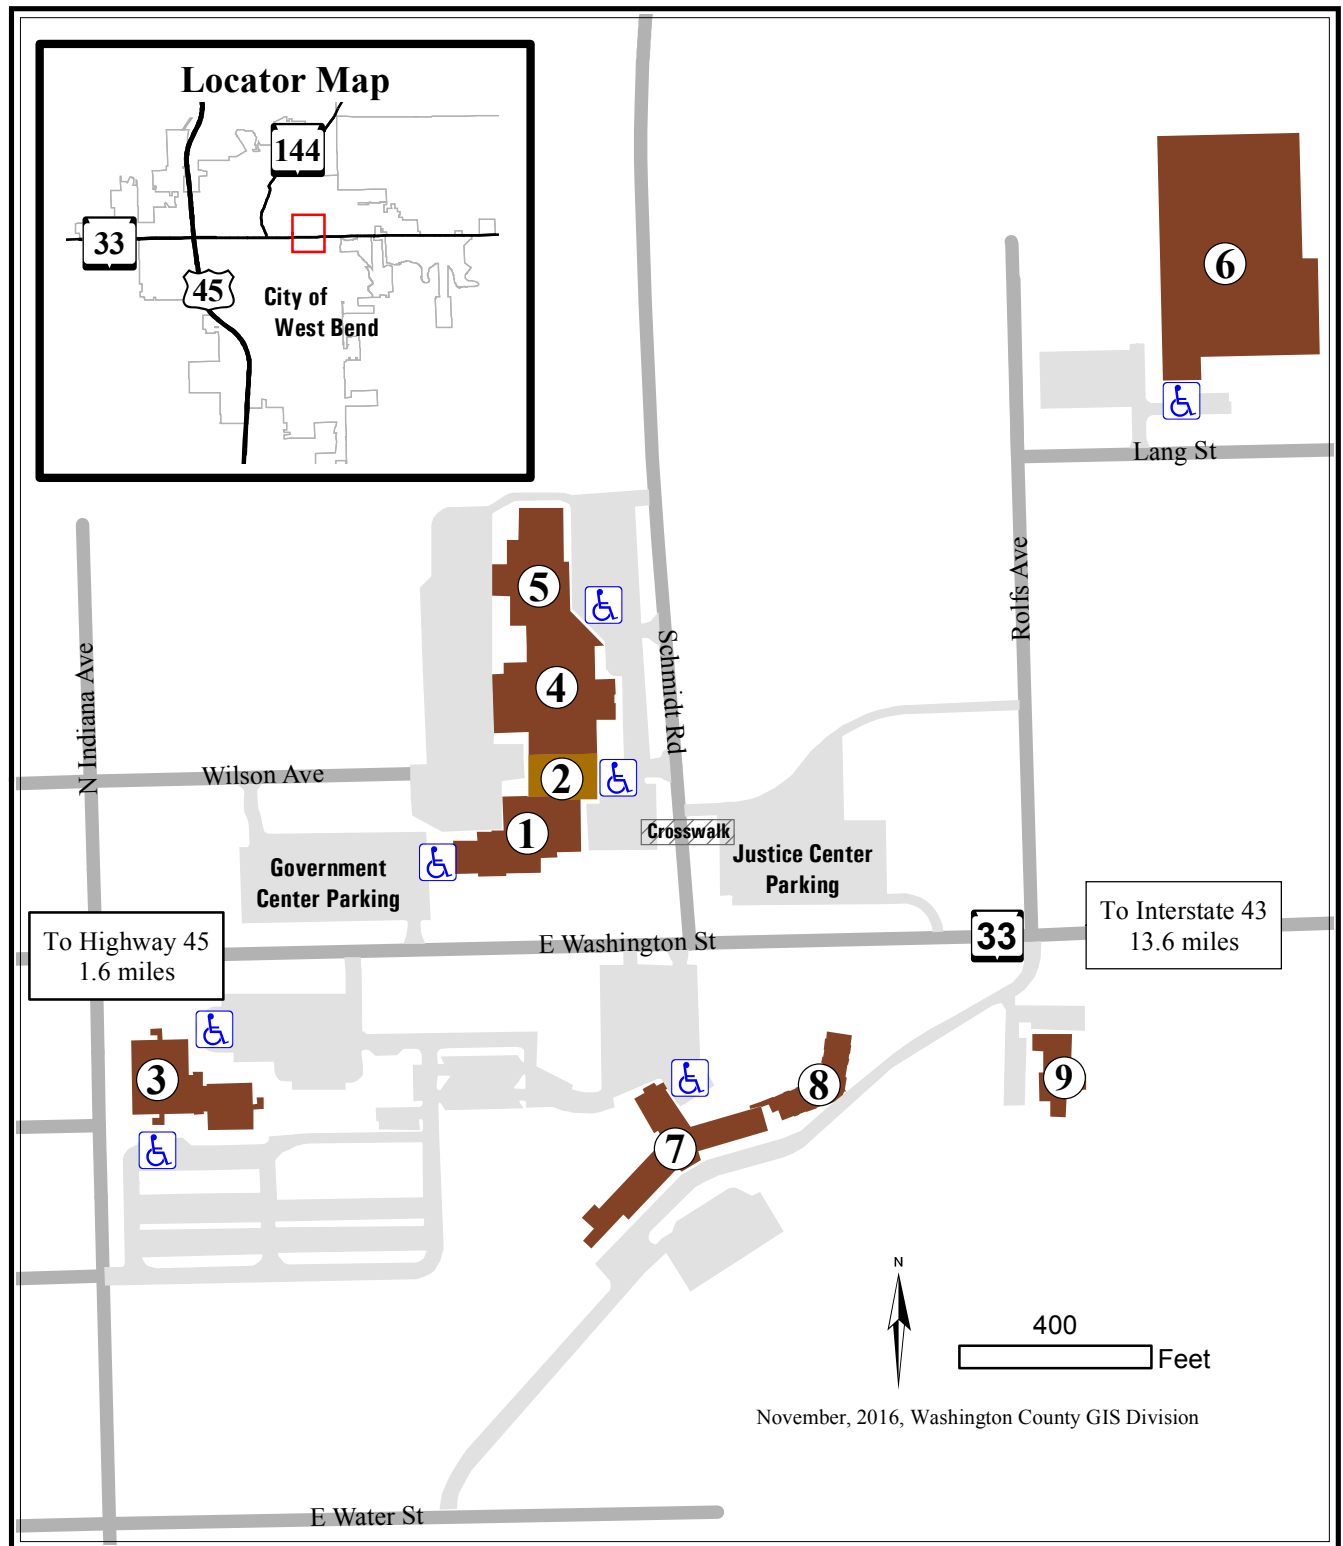 Locator Map
144
33
45
City of
West Bend
6
Lang St
5
N Indiana Ave
Schmidt Rd
Rolfs Ave
4
Wilson Ave
2
1
Crosswalk
Government
Center Parking
Justice Center
Parking
To Highway 45
1.6 miles
E Washington St
33
To Interstate 43
13.6 miles
3
8
9
7
N
400
Feet
November, 2016, Washington County GIS Division
E Water St